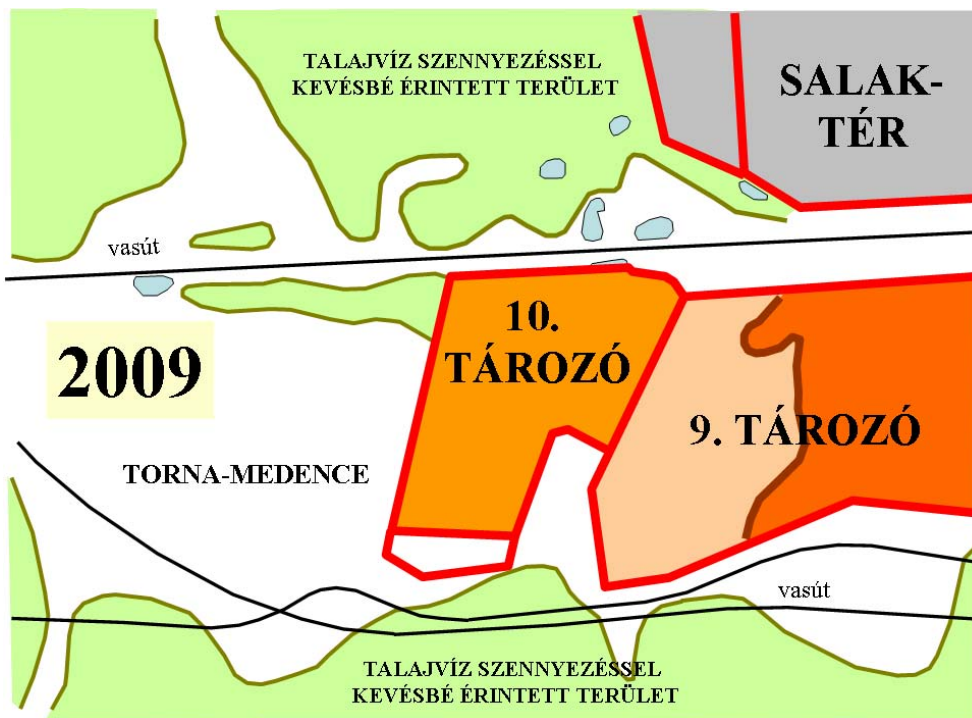 TALAJVÍZ SZENNYEZÉSSEL
KEVÉSBÉ ÉRINTETT TERÜLET
SALAK-
TÉR
vasút
10.
TÁROZÓ
2009
9. TÁROZÓ
TORNA-MEDENCE
vasút
TALAJVÍZ SZENNYEZÉSSEL
KEVÉSBÉ ÉRINTETT TERÜLET